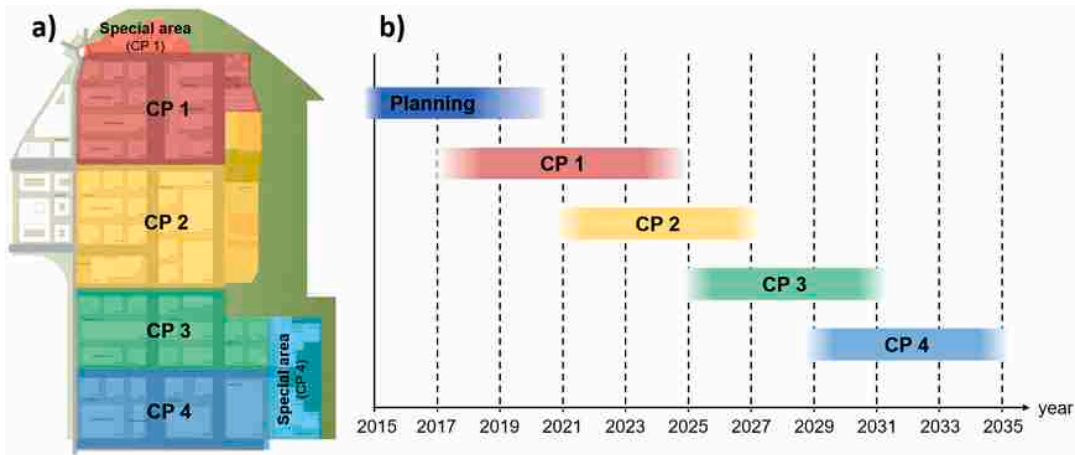 a)
Special area
(CP 1)
CP 1
CP 2
CP 3
CP 4
Special area
(CP 4)
b)
Planning
CP 1
CP 2
CP 3
CP 4
year
2015 2017 2019 2021 2023 2025 2027 2029 2031 2033 2035